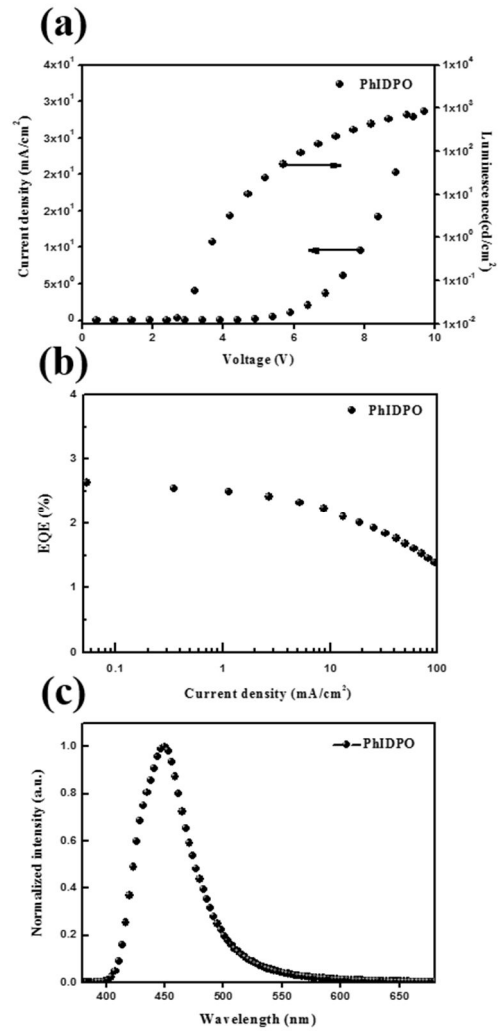 (a)
Current density (mA/cm²)
4x10¹
3x10¹
3x10¹
2x10¹
2x10¹
1x10¹
5x10⁰
0
PhIDPO
1x10⁴
1x10³
1x10²
1x10¹
1x10⁰
1x10⁻¹
1x10⁻²
Luminescence(cd/cm²)
0 2 4 6 8 10
Voltage (V)
(b)
EQE (%)
4
3
2
1
0
PhIDPO
0.1 1 10 100
Current density (mA/cm²)
(c)
Normalized intensity (a.u.)
1.0
0.8
0.6
0.4
0.2
0.0
PhIDPO
400 450 500 550 600 650
Wavelength (nm)